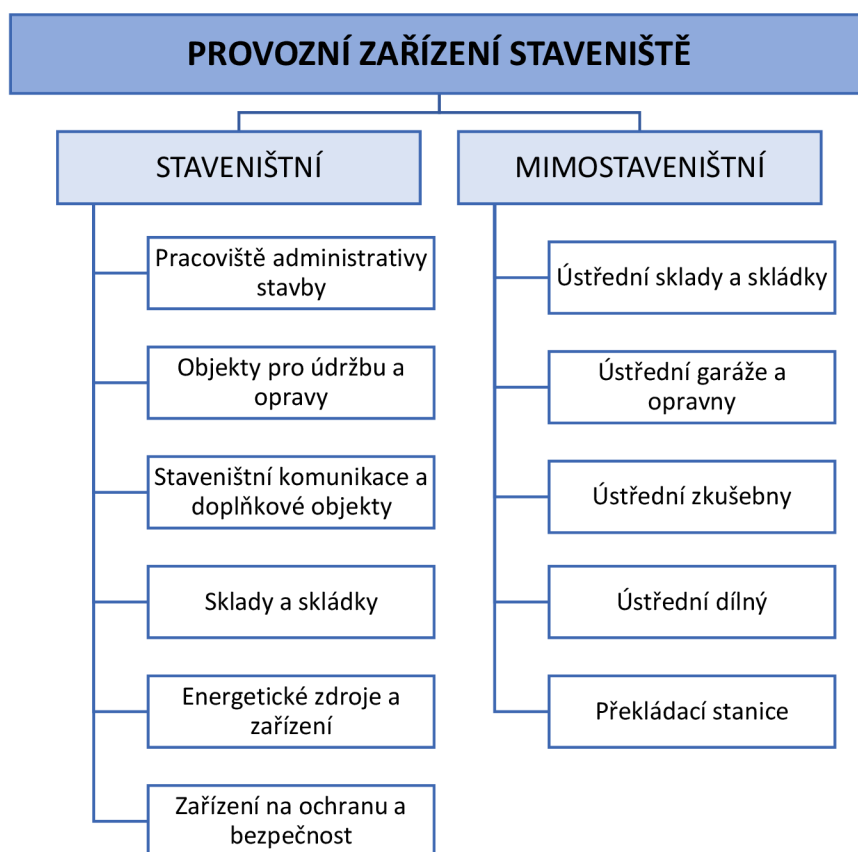 PROVOZNÍ ZAŘÍZENÍ STAVENIŠTĚ
STAVENIŠTNÍ
Pracoviště administrativy
stavby
Objekty pro údržbu a
opravy
Staveništní komunikace a
doplňkové objekty
Sklady a skládky
Energetické zdroje a
zařízení
Zařízení na ochranu a
bezpečnost
MIMOSTAVENIŠTNÍ
Ústřední sklady a skládky
Ústřední garáže a
opravny
Ústřední zkušebny
Ústřední dílný
Překládací stanice